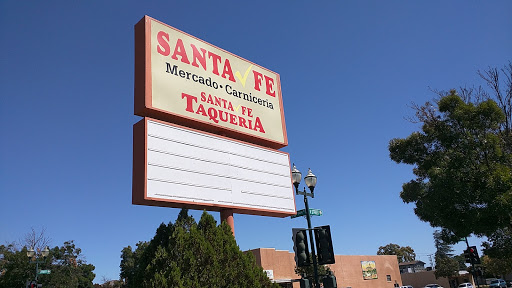 SANTA FE
Mercado • Carniceria
SANTA FE
TAQUERIA